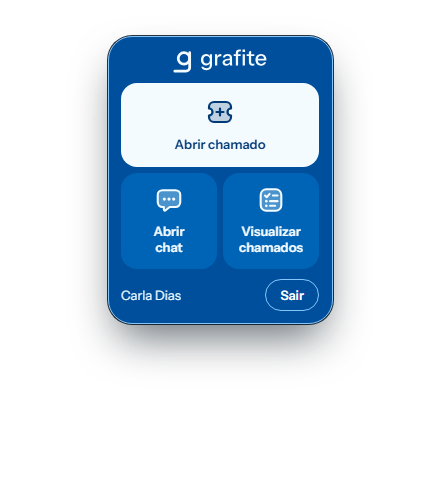 grafite
Abrir chamado
Abrir
chat
Visualizar
chamados
Carla Dias
Sair